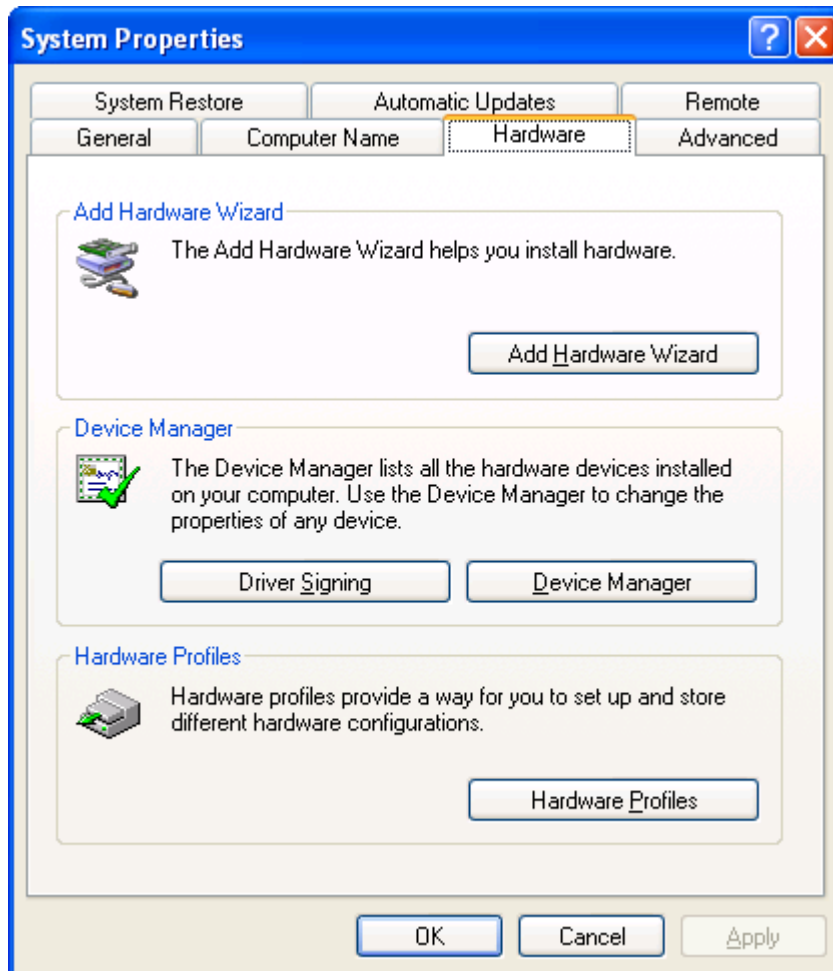 System Properties
System Restore Automatic Updates Remote
General Computer Name Hardware Advanced
Add Hardware Wizard
The Add Hardware Wizard helps you install hardware.
Add Hardware Wizard
Device Manager
The Device Manager lists all the hardware devices installed
on your computer. Use the Device Manager to change the
properties of any device.
Driver Signing Device Manager
Hardware Profiles
Hardware profiles provide a way for you to set up and store
different hardware configurations.
Hardware Profiles
OK Cancel Apply